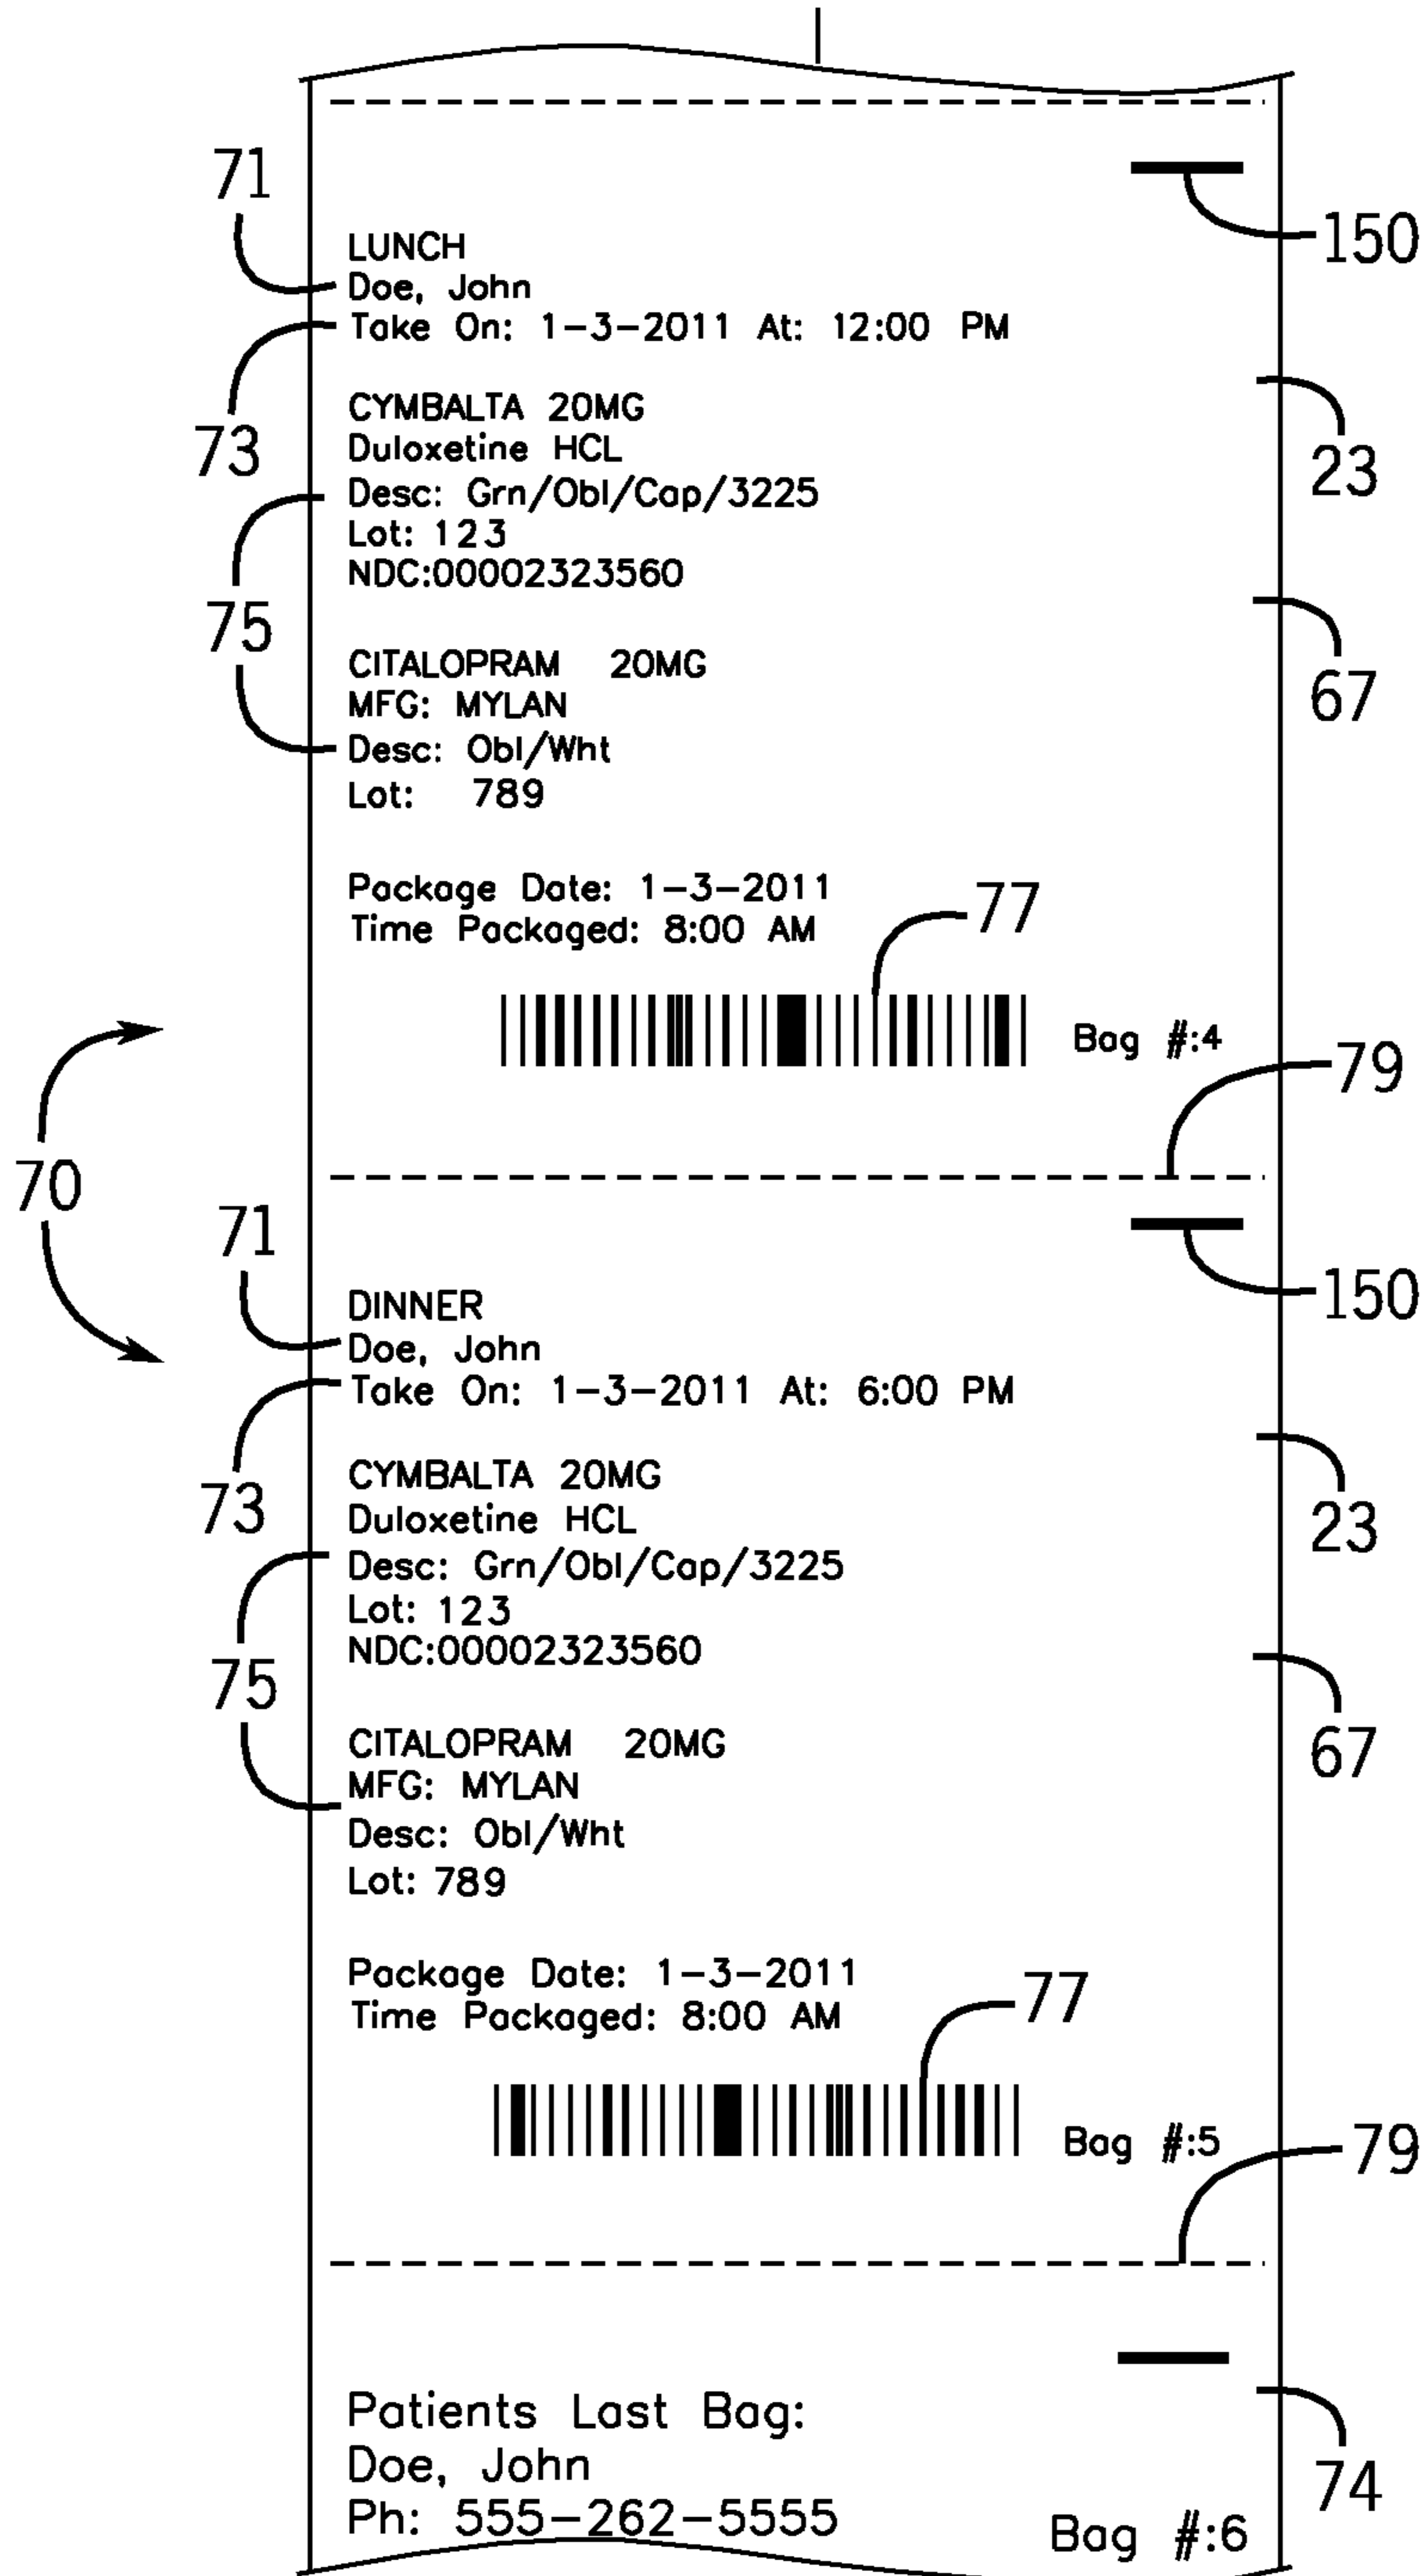 71
150
LUNCH
Doe, John
Take On: 1-3-2011 At: 12:00 PM
73
23
CYMBALTA 20MG
Duloxetine HCL
Desc: Grn/Obl/Cap/3225
Lot: 123
NDC:00002323560
75
67
CITALOPRAM 20MG
MFG: MYLAN
Desc: Obl/Wht
Lot: 789
Package Date: 1-3-2011
77
Time Packaged: 8:00 AM
Bag #:4
79
70
71
150
DINNER
Doe, John
Take On: 1-3-2011 At: 6:00 PM
73
23
CYMBALTA 20MG
Duloxetine HCL
Desc: Grn/Obl/Cap/3225
Lot: 123
NDC:00002323560
75
67
CITALOPRAM 20MG
MFG: MYLAN
Desc: Obl/Wht
Lot: 789
Package Date: 1-3-2011
77
Time Packaged: 8:00 AM
Bag #:5
79
Patients Last Bag:
Doe, John
74
Ph: 555-262-5555
Bag #:6